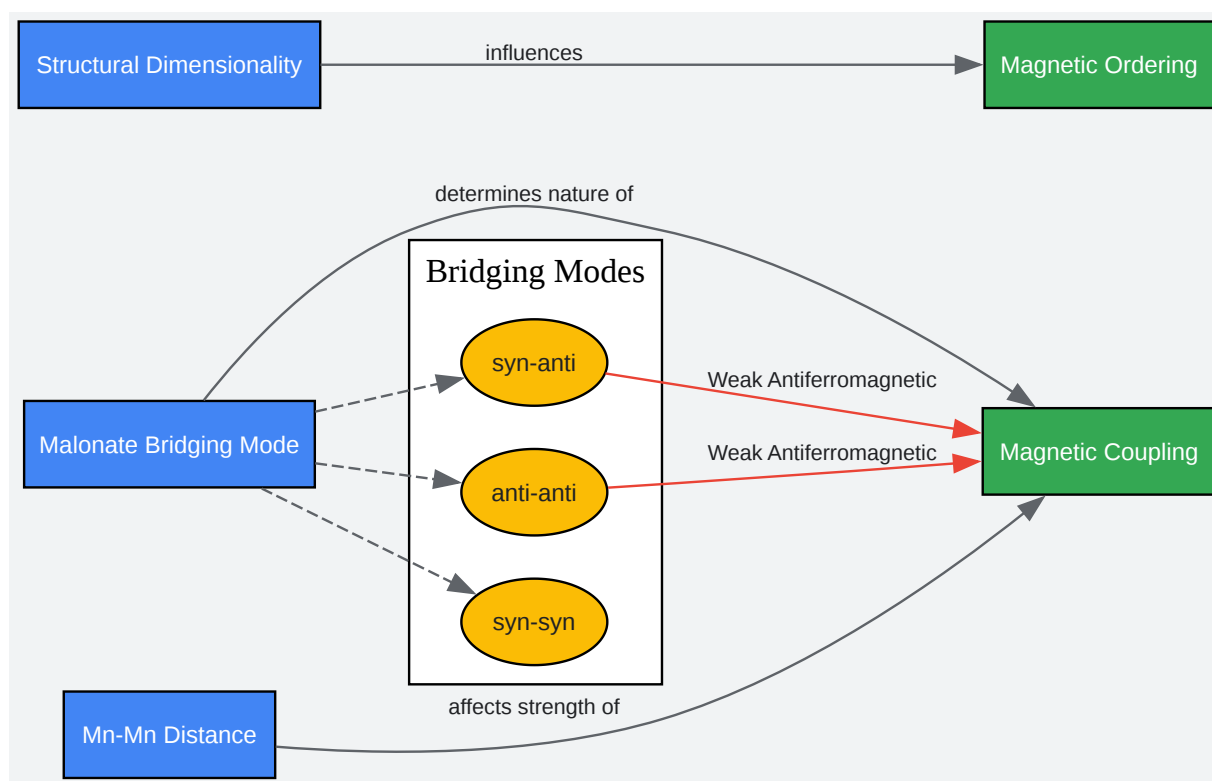 Structural Dimensionality
influences
Magnetic Ordering
determines nature of
Bridging Modes
syn-anti
Weak Antiferromagnetic
Malonate Bridging Mode
Weak Antiferromagnetic
Magnetic Coupling
anti-anti
syn-syn
affects strength of
Mn-Mn Distance